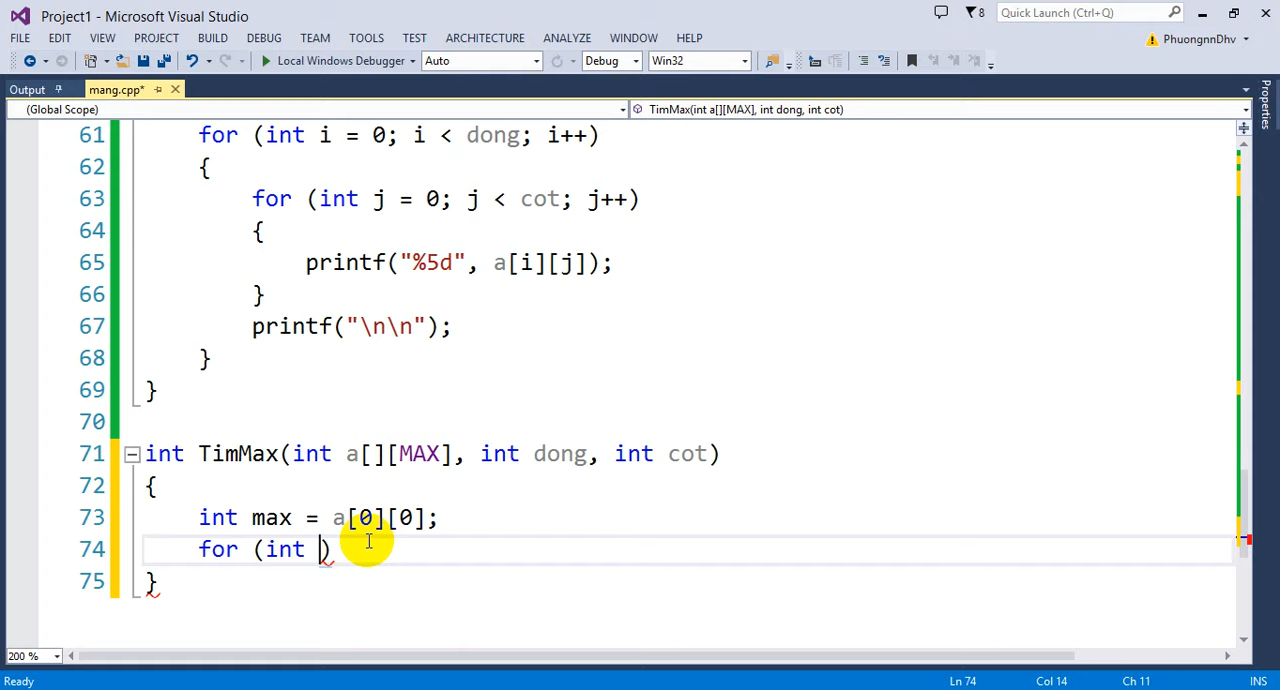 Project1 - Microsoft Visual Studio
8
Quick Launch (Ctrl+Q)
FILE EDIT VIEW PROJECT BUILD DEBUG TEAM TOOLS TEST ARCHITECTURE ANALYZE WINDOW HELP
PhuongnnDhv
Local Windows Debugger Auto Debug Win32
Output mang.cpp*
Properties
(Global Scope) TimMax(int a[][MAX], int dong, int cot)
61 for (int i = 0; i < dong; i++)
62 {
63 for (int j = 0; j < cot; j++)
64 {
65 printf("%5d", a[i][j]);
66 }
67 printf("\n\n");
68 }
69 }
70
71 int TimMax(int a[][MAX], int dong, int cot)
72 {
73 int max = a[0][0];
74 for (int )
75 }
200 %
Ready Ln 74 Col 14 Ch 11 INS